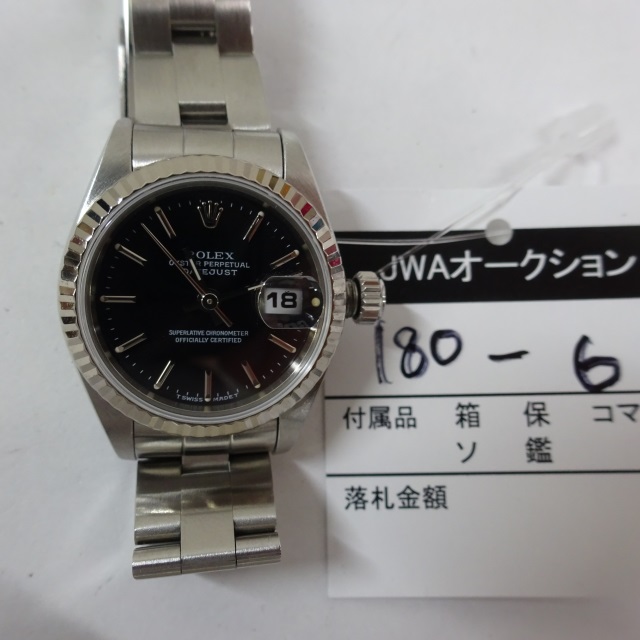 ROLEX
OYSTER PERPETUAL
DATEJUST
18
SUPERLATIVE CHRONOMETER
OFFICIALLY CERTIFIED
T SWISS MADE T
JWAオークション
180-6
付属品 箱 保 コマ
ソ 鑑
落札金額